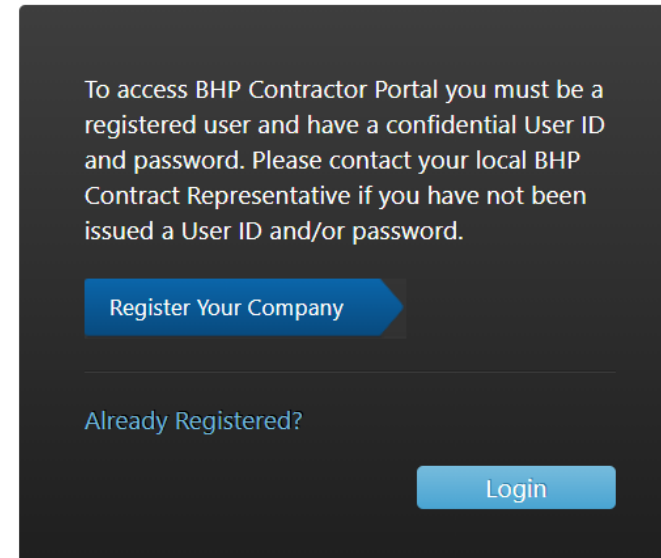 To access BHP Contractor Portal you must be a
registered user and have a confidential User ID
and password. Please contact your local BHP
Contract Representative if you have not been
issued a User ID and/or password.
Register Your Company
Already Registered?
Login